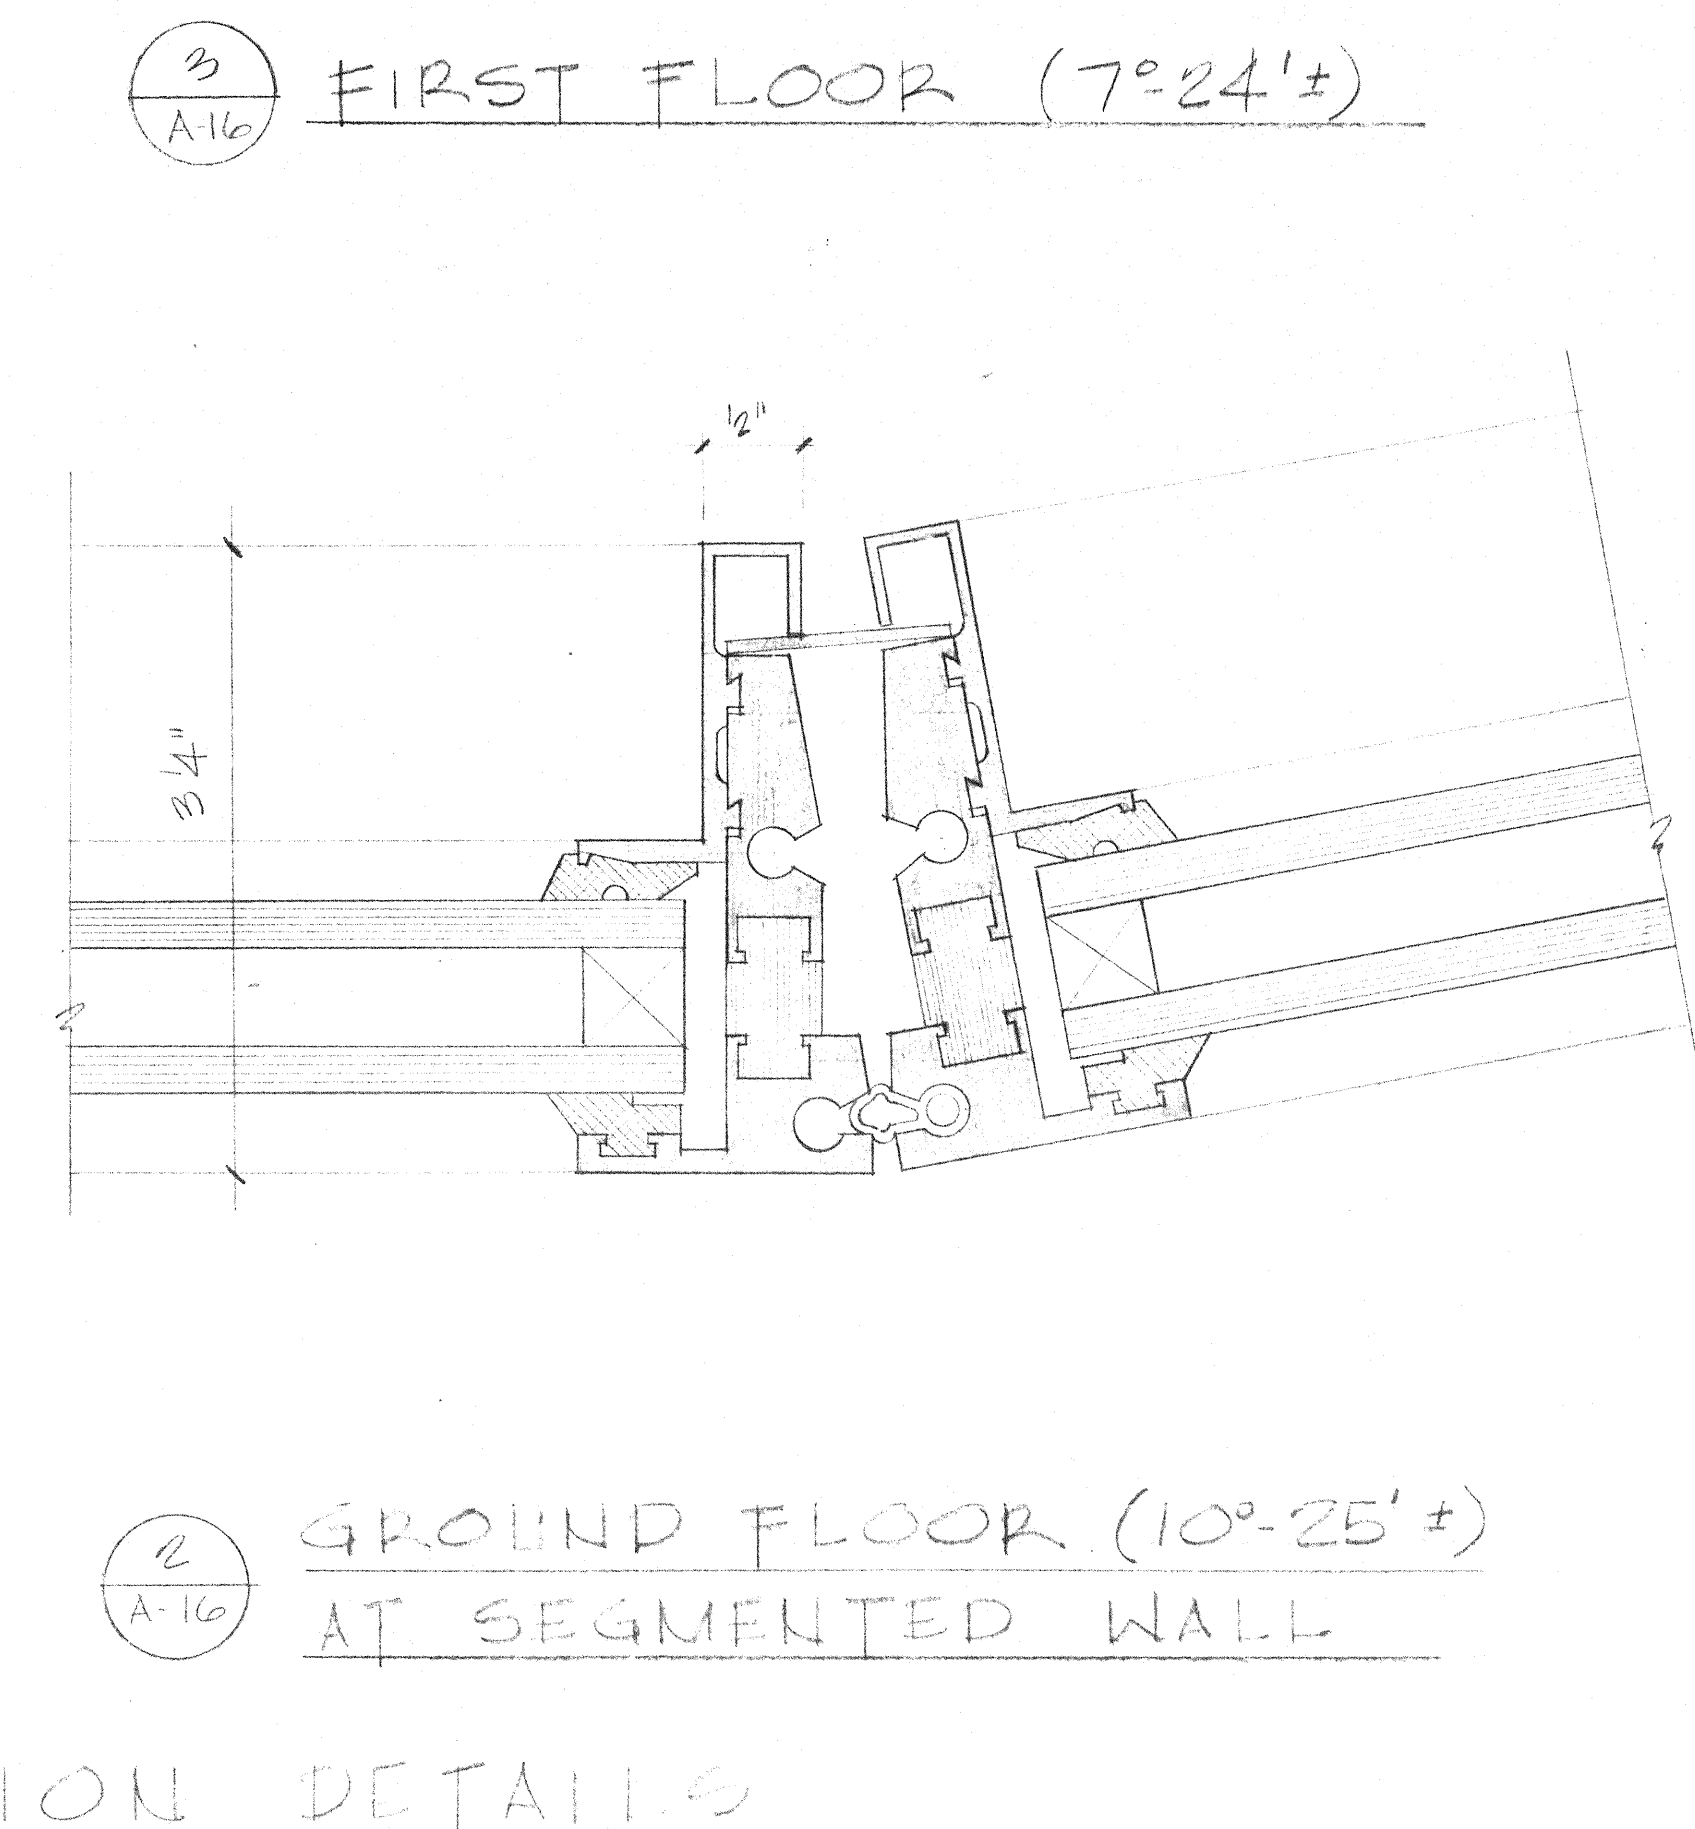 3
A-16
FIRST FLOOR (7°-24'±)
1/2"
3 1/4"
2
A-16
GROUND FLOOR (10°-25'±)
AT SEGMENTED WALL
ION DETAILS